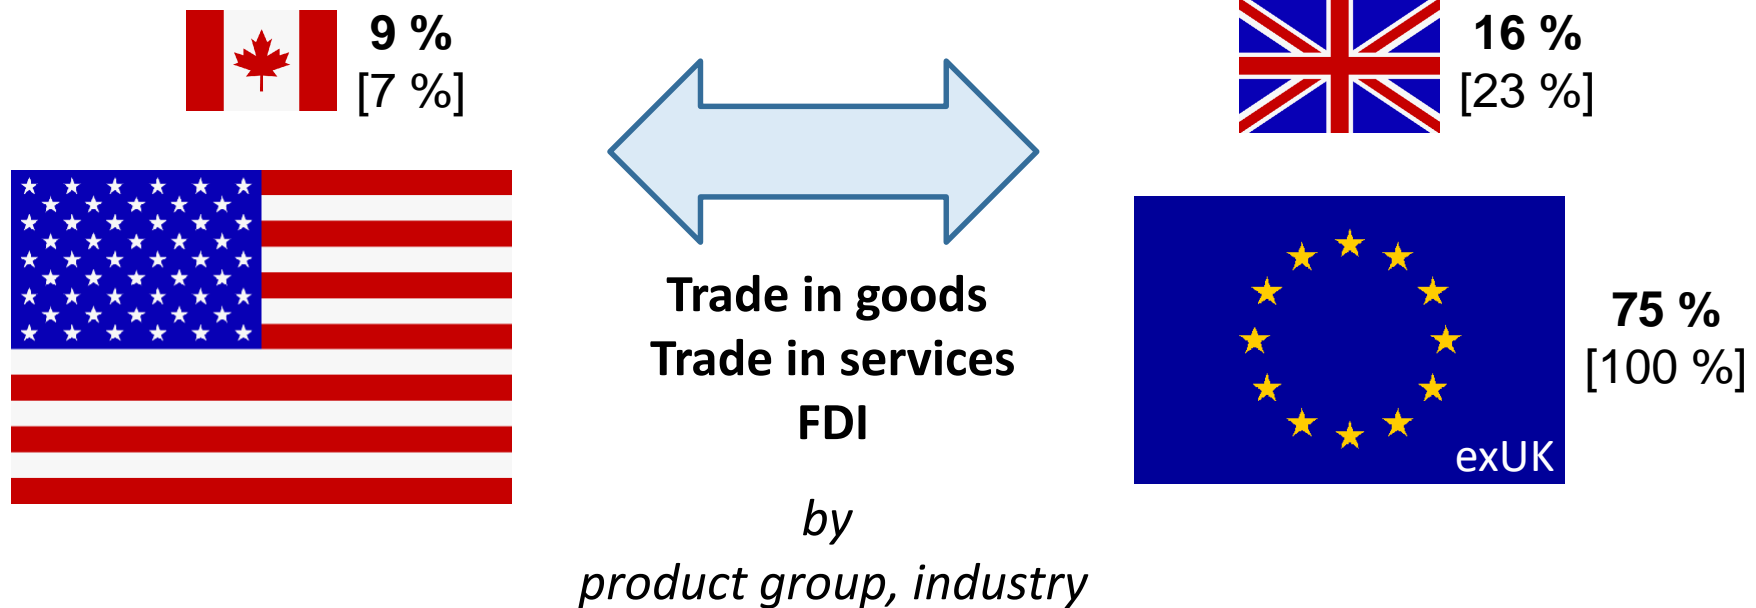 9 %
[7 %]
16 %
[23 %]
Trade in goods
Trade in services
FDI
by
product group, industry
75 %
[100 %]
exUK